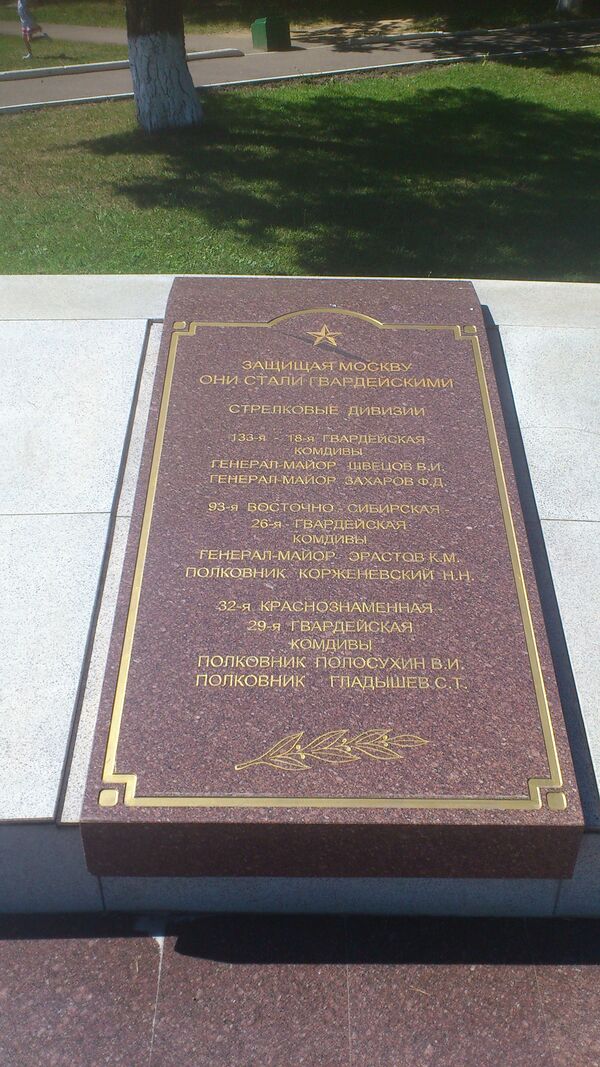 ЗАЩИЩАЯ МОСКВУ
ОНИ СТАЛИ ГВАРДЕЙСКИМИ
СТРЕЛКОВЫЕ ДИВИЗИИ
133-я - 18-я ГВАРДЕЙСКАЯ
КОМДИВЫ
ГЕНЕРАЛ-МАЙОР ШВЕЦОВ В.И.
ГЕНЕРАЛ-МАЙОР ЗАХАРОВ Ф.Д.
93-я ВОСТОЧНО - СИБИРСКАЯ -
26-я - ГВАРДЕЙСКАЯ
КОМДИВЫ
ГЕНЕРАЛ-МАЙОР ЭРАСТОВ К.М.
ПОЛКОВНИК КОРЖЕНЕВСКИЙ Н.Н.
32-я КРАСНОЗНАМЕННАЯ -
29-я ГВАРДЕЙСКАЯ
КОМДИВЫ
ПОЛКОВНИК ПОЛОСУХИН В.И.
ПОЛКОВНИК ГЛАДЫШЕВ С.Т.